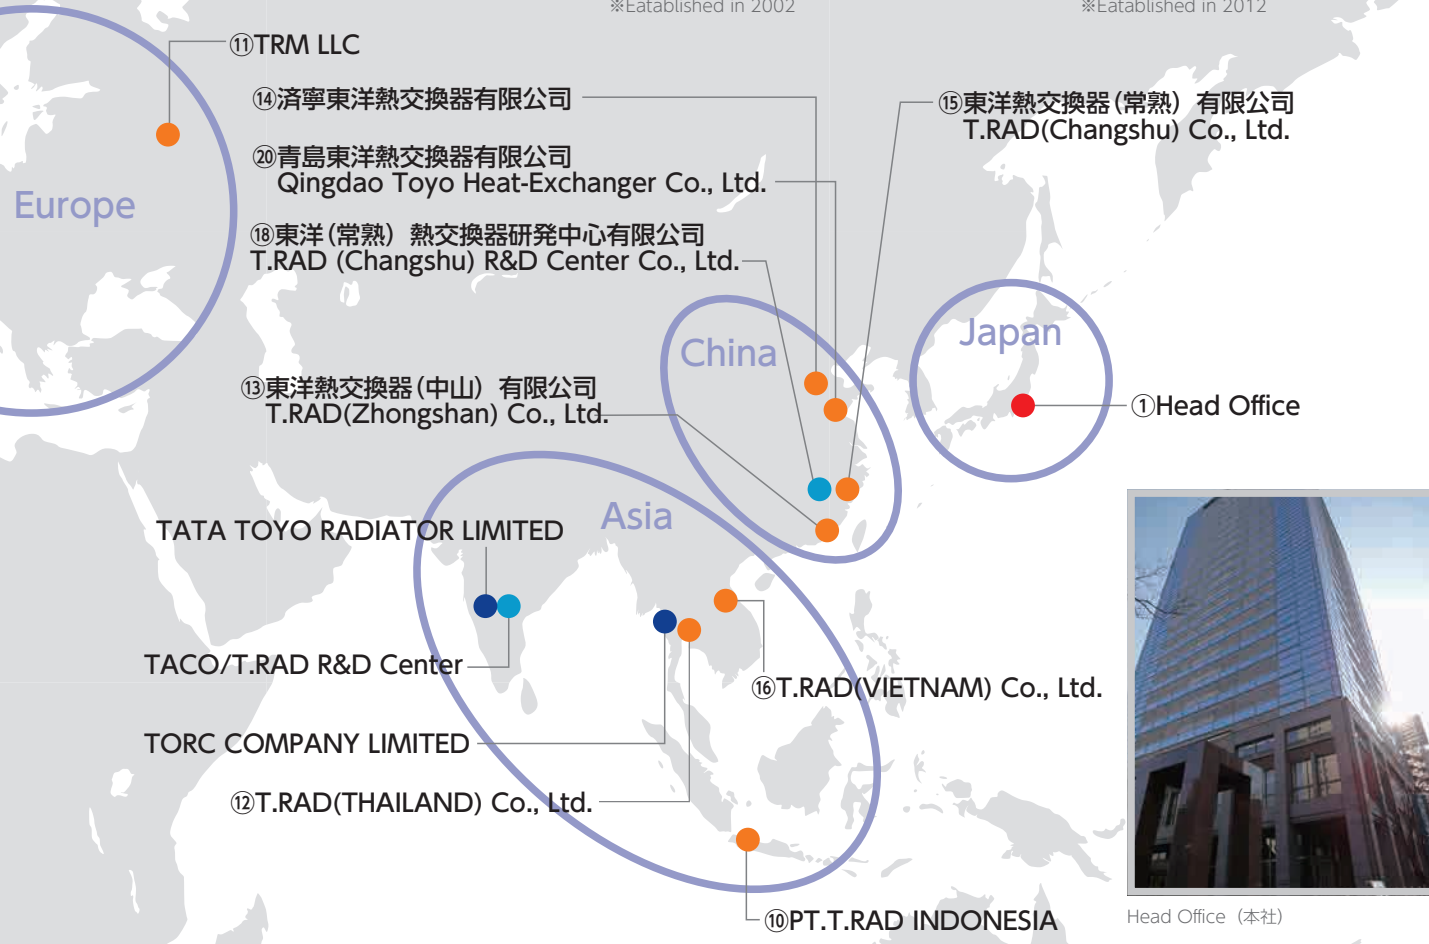 ※Eatablished in 2002
※Eatablished in 2012
⑪TRM LLC
⑭済寧東洋熱交換器有限公司
⑮東洋熱交換器(常熟) 有限公司
T.RAD(Changshu) Co., Ltd.
⑳青島東洋熱交換器有限公司
Qingdao Toyo Heat-Exchanger Co., Ltd.
Europe
⑱東洋(常熟) 熱交換器研発中心有限公司
T.RAD (Changshu) R&D Center Co., Ltd.
Japan
China
⑬東洋熱交換器(中山) 有限公司
T.RAD(Zhongshan) Co., Ltd.
①Head Office
Asia
TATA TOYO RADIATOR LIMITED
TACO/T.RAD R&D Center
⑯T.RAD(VIETNAM) Co., Ltd.
TORC COMPANY LIMITED
⑫T.RAD(THAILAND) Co., Ltd.
⑩PT.T.RAD INDONESIA
Head Office (本社)